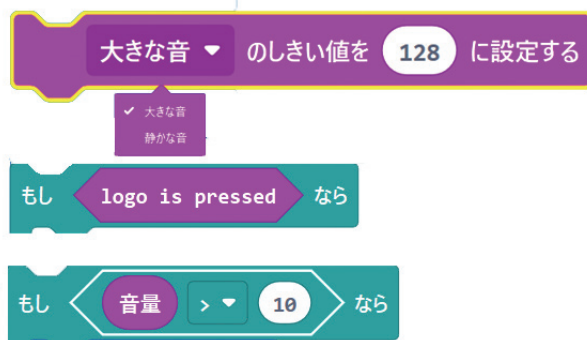 大きな音 のしきい値を 128 に設定する
大きな音
静かな音
もし logo is pressed なら
もし 音量 > 10 なら